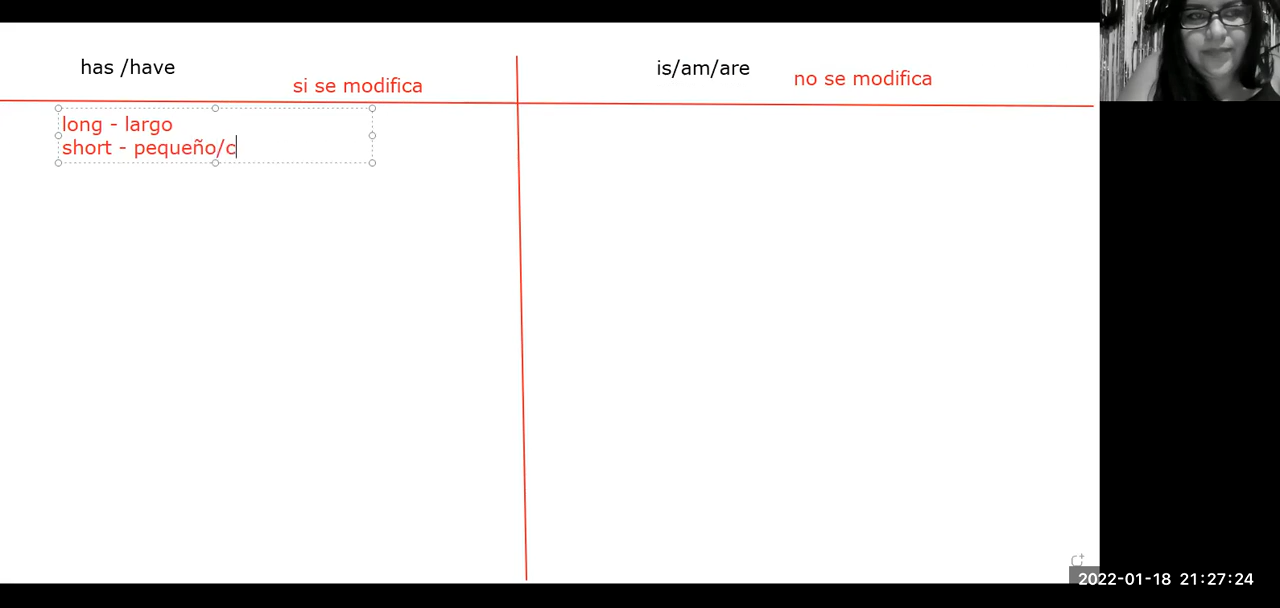 has /have
si se modifica
is/am/are
no se modifica
long - largo
short - pequeño/c
2022-01-18 21:27:24